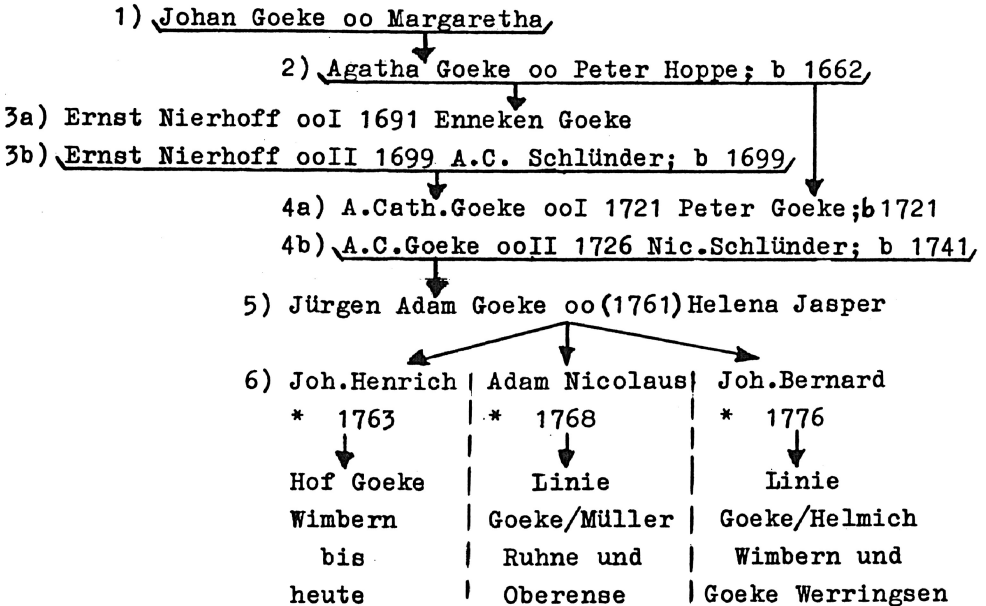 1) Johan Goeke oo Margaretha
2) Agatha Goeke oo Peter Hoppe; b 1662
3a) Ernst Nierhoff ooI 1691 Enneken Goeke
3b) Ernst Nierhoff ooII 1699 A.C. Schlünder; b 1699
4a) A.Cath.Goeke ooI 1721 Peter Goeke;b1721
4b) A.C.Goeke ooII 1726 Nic.Schlünder; b 1741
5) Jürgen Adam Goeke oo(1761)Helena Jasper
6) Joh.Henrich Adam Nicolaus Joh.Bernard
* 1763 * 1768 * 1776
Hof Goeke Linie Linie
Wimbern Goeke/Müller Goeke/Helmich
bis Ruhne und Wimbern und
heute Oberense Goeke Werringsen